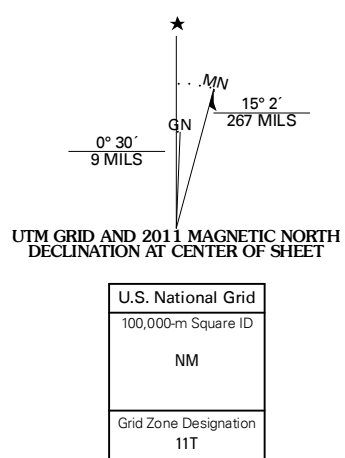 ★
MN
15° 2´
267 MILS
GN
0° 30´
9 MILS
UTM GRID AND 2011 MAGNETIC NORTH
DECLINATION AT CENTER OF SHEET
U.S. National Grid
100,000-m Square ID
NM
Grid Zone Designation
11T